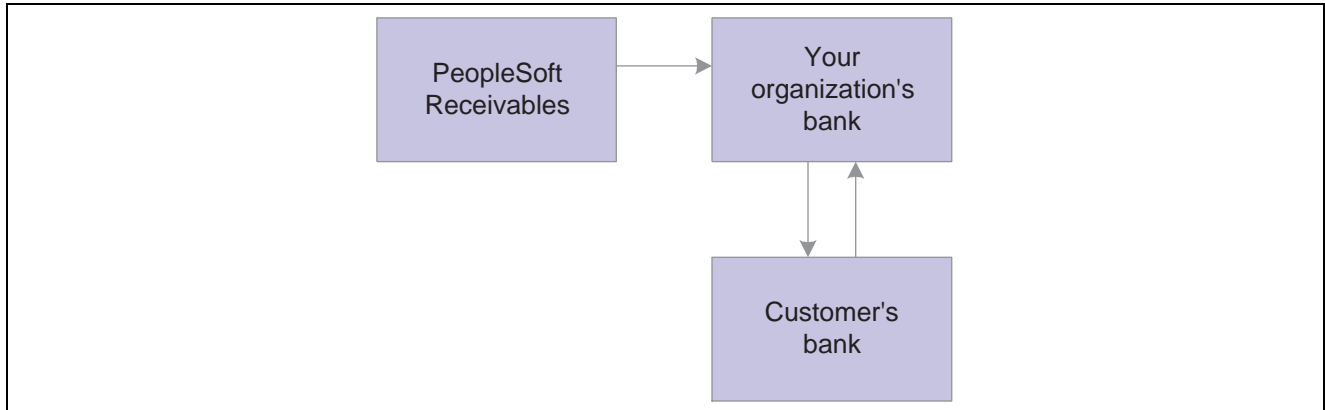 PeopleSoft
Receivables
Your
organization's
bank
Customer's
bank